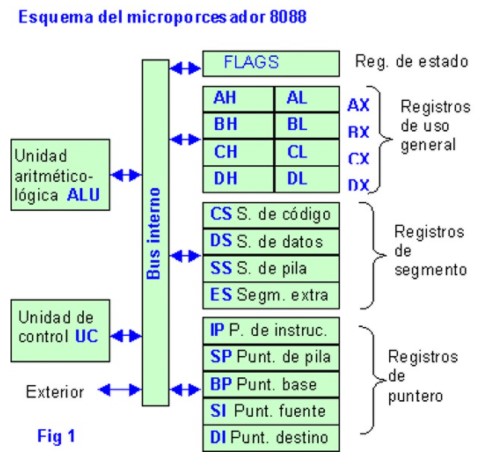 Esquema del microporcesador 8088
FLAGS
Reg. de estado
AH AL AX
BH BL BX
CH CL CX
DH DL DX
Registros
de uso
general
Unidad
aritmético-
lógica ALU
Bus interno
CS S. de código
DS S. de datos
SS S. de pila
ES Segm. extra
Registros
de
segmento
Unidad de
control UC
IP P. de instruc.
SP Punt. de pila
BP Punt. base
SI Punt. fuente
DI Punt. destino
Registros
de
puntero
Exterior
Fig 1